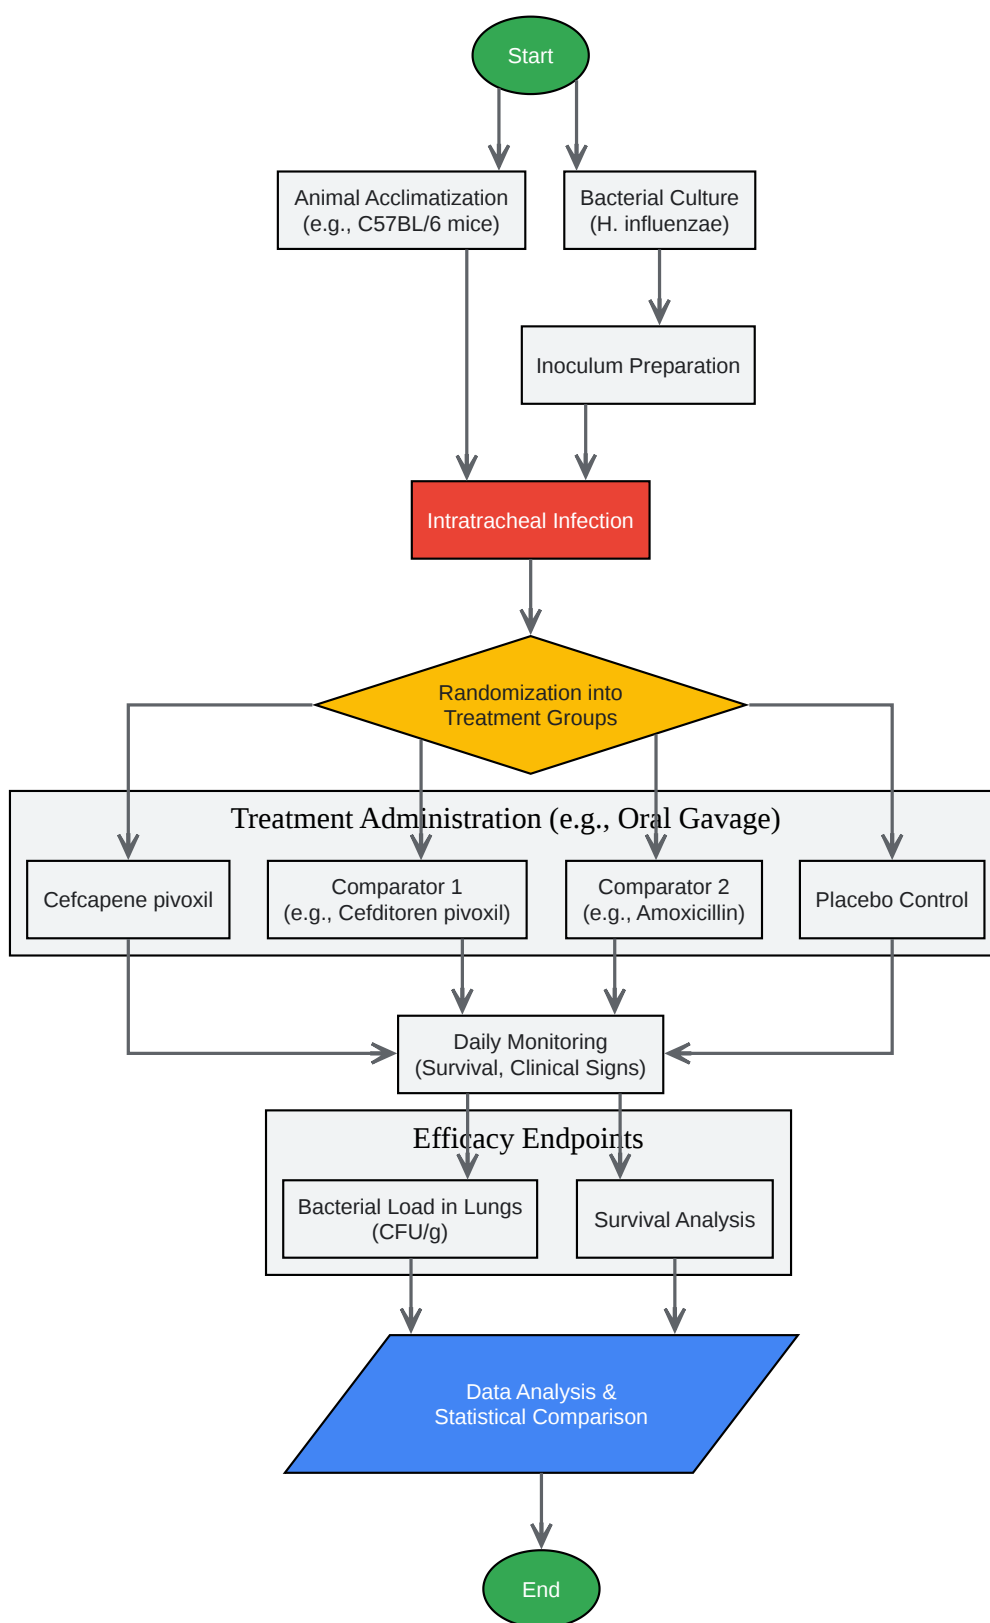 Start
Animal Acclimatization
(e.g., C57BL/6 mice)
Bacterial Culture
(H. influenzae)
Inoculum Preparation
Intratracheal Infection
Randomization into
Treatment Groups
Treatment Administration (e.g., Oral Gavage)
Cefcapene pivoxil
Comparator 1
(e.g., Cefditoren pivoxil)
Comparator 2
(e.g., Amoxicillin)
Placebo Control
Daily Monitoring
(Survival, Clinical Signs)
Efficacy Endpoints
Bacterial Load in Lungs
(CFU/g)
Survival Analysis
Data Analysis &
Statistical Comparison
End